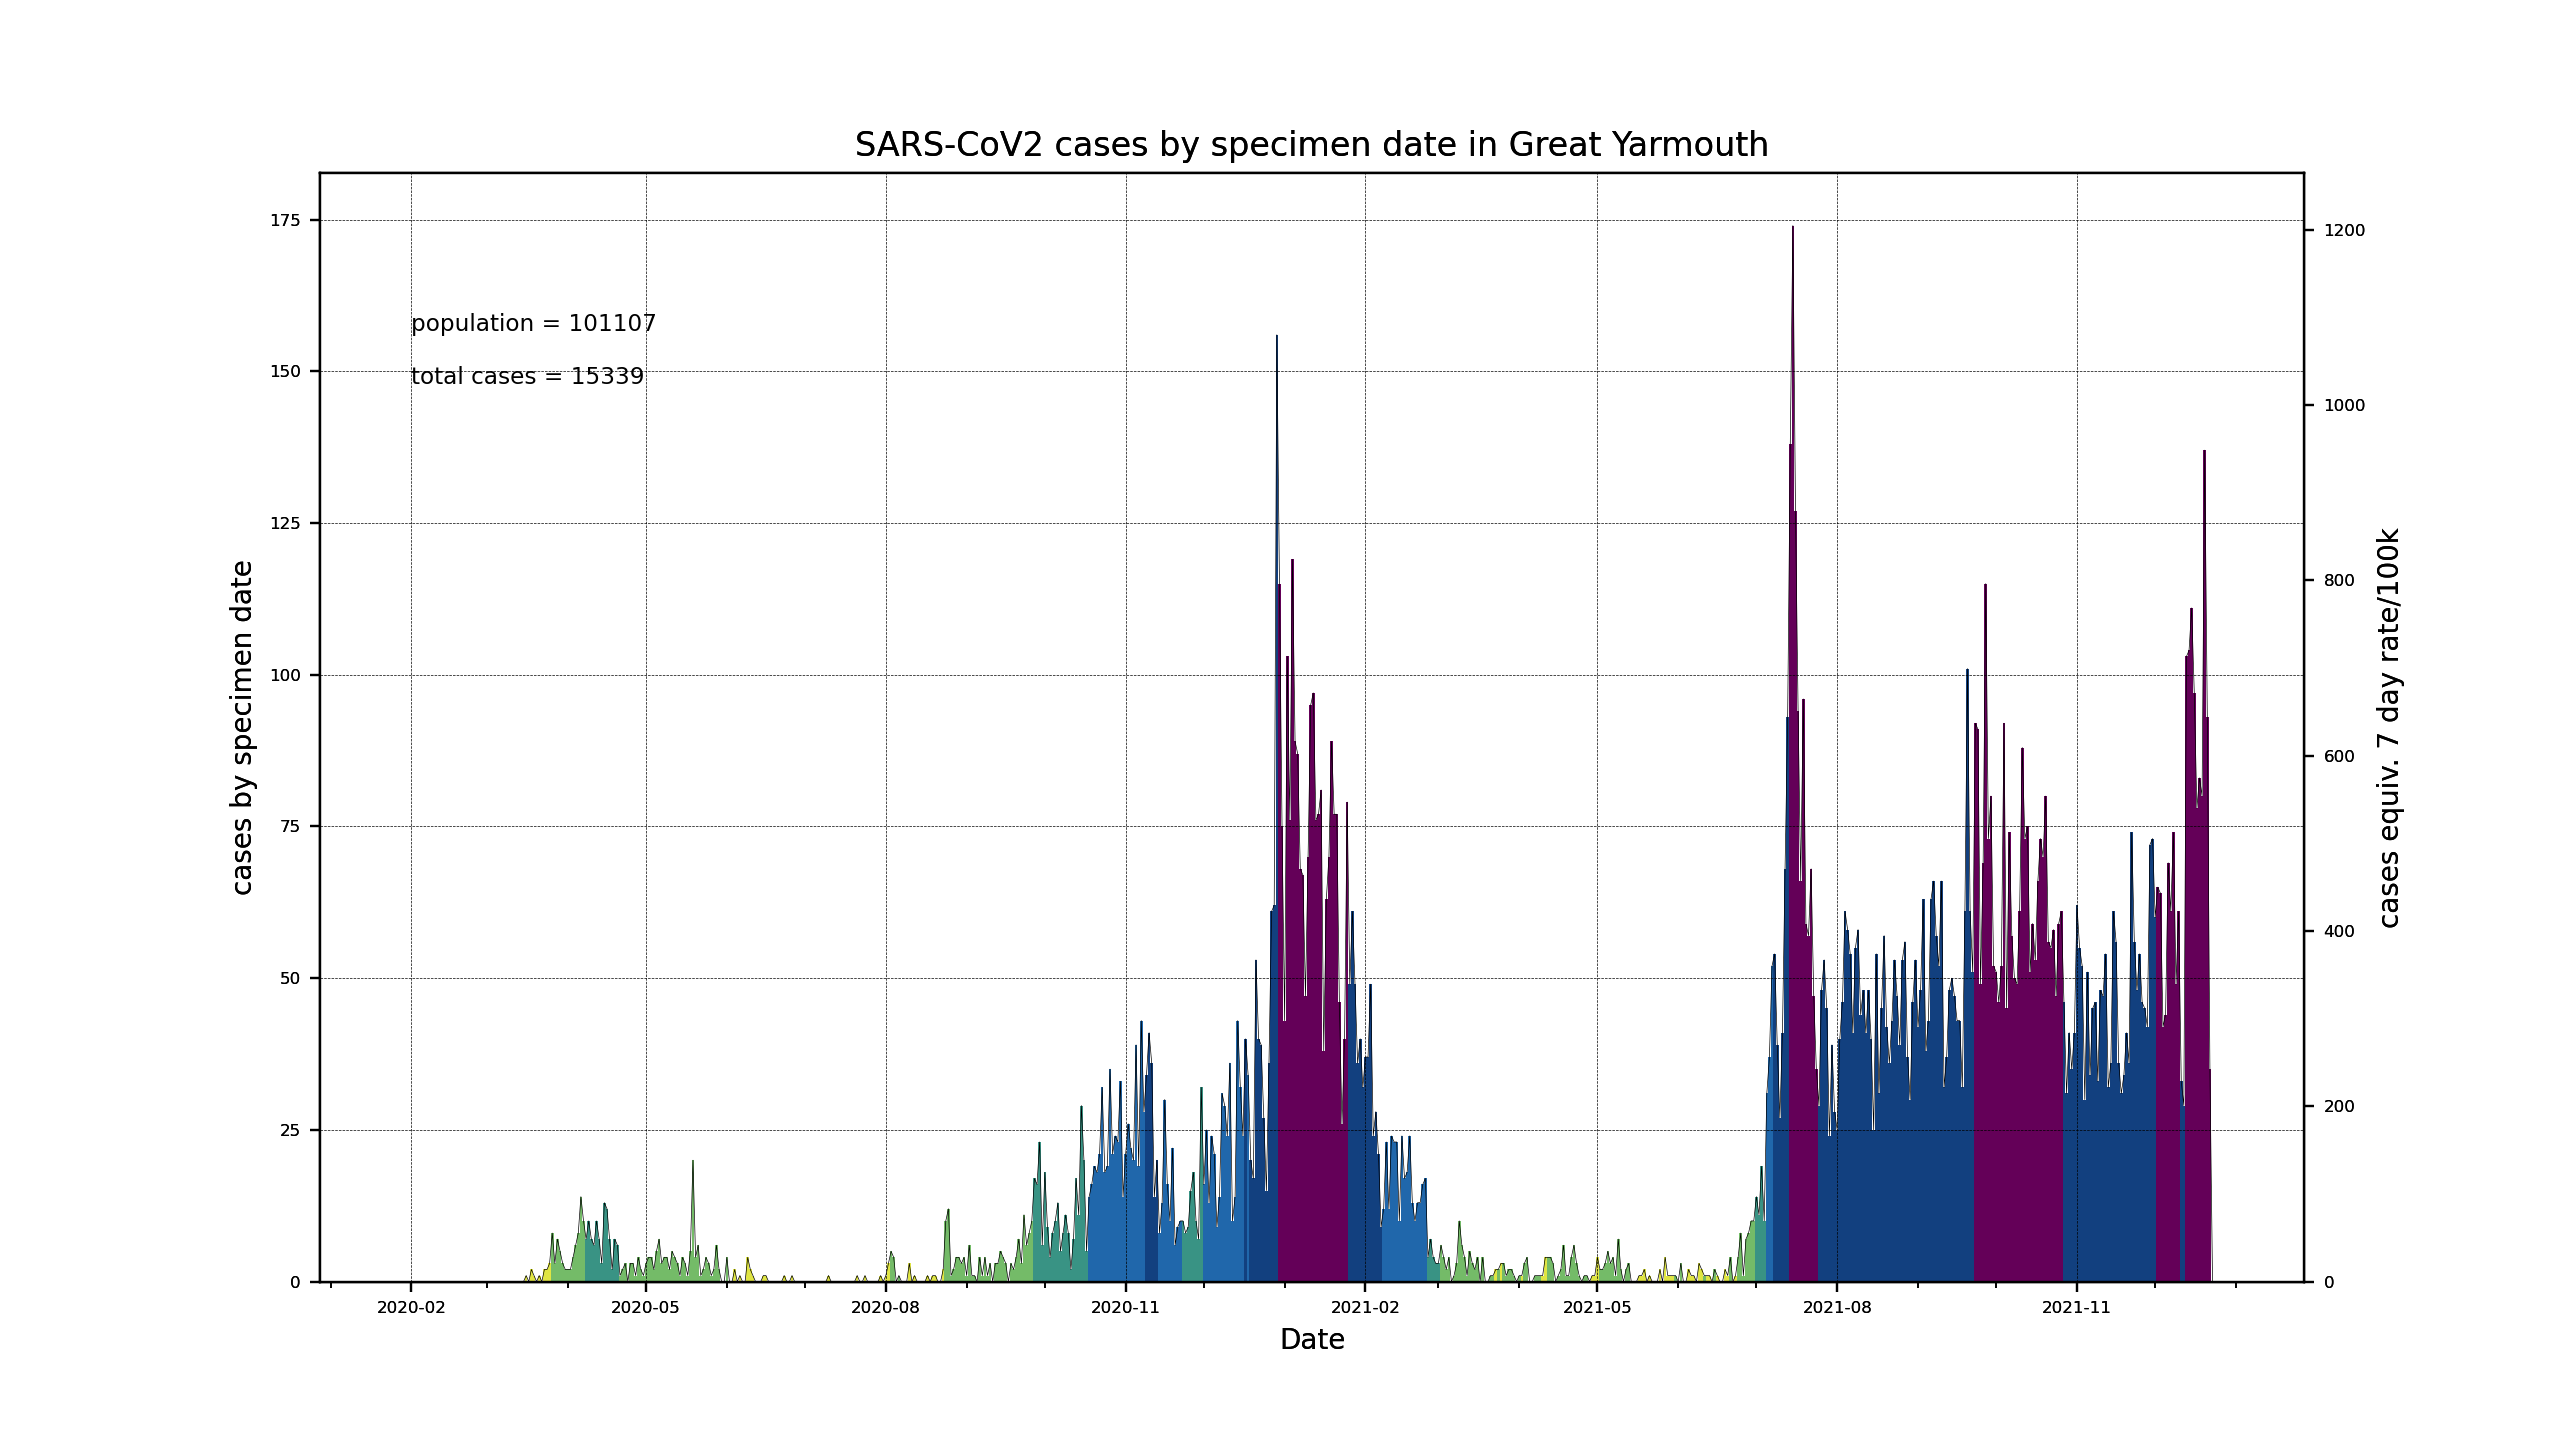 SARS-CoV2 cases by specimen date in Great Yarmouth
population = 101107
total cases = 15339
cases by specimen date
175
150
125
100
75
50
25
0
1200
1000
800
600
400
200
0
cases equiv. 7 day rate/100k
2020-02 2020-05 2020-08 2020-11 2021-02 2021-05 2021-08 2021-11
Date